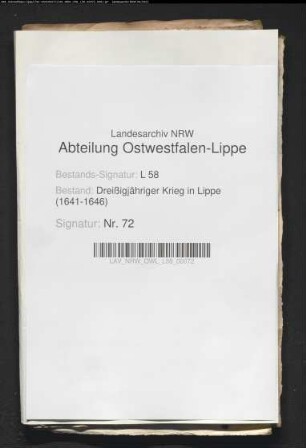 Landesarchiv NRW
Abteilung Ostwestfalen-Lippe
Bestands-Signatur: L 58
Bestand: Dreißigjähriger Krieg in Lippe
(1641-1646)
Signatur: Nr. 72
LAV_NRW_OWL_L58_00072